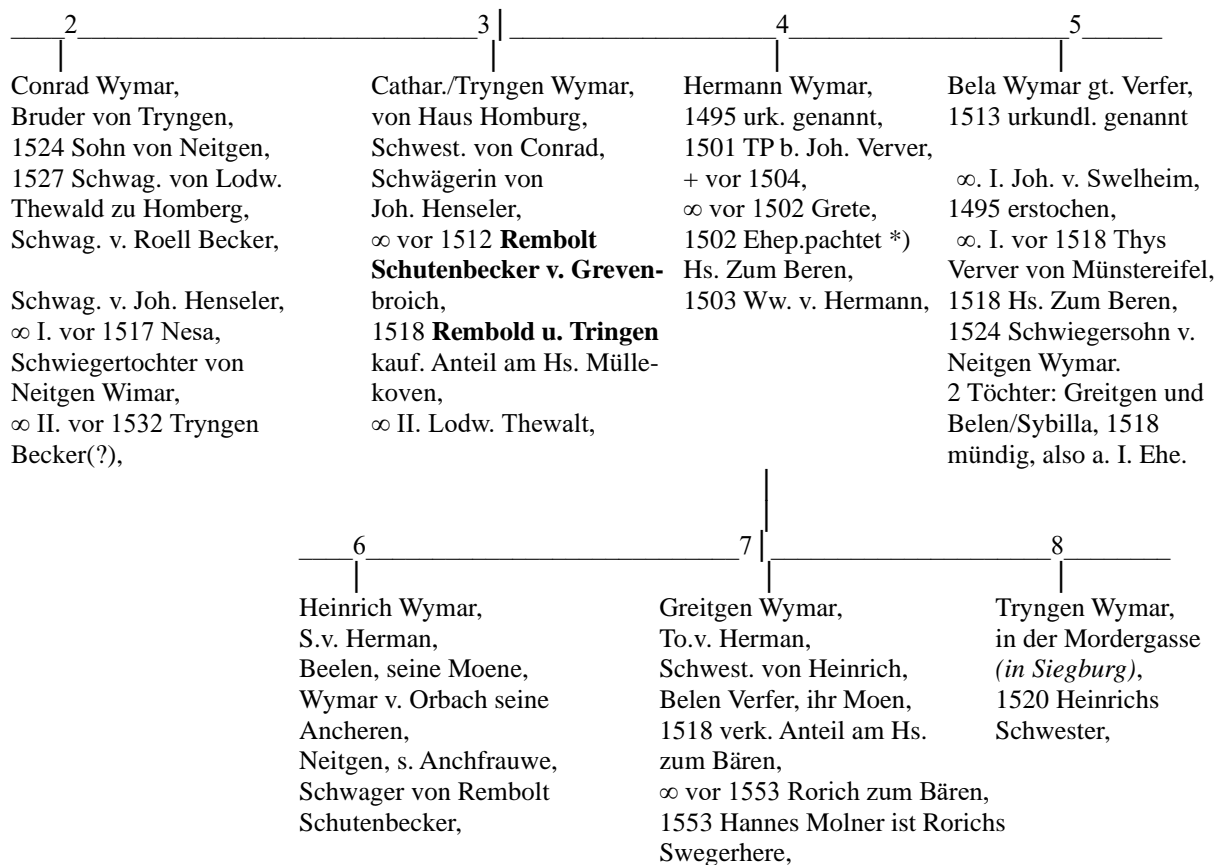 2 3 4 5
Conrad Wymar,
Bruder von Tryngen,
1524 Sohn von Neitgen,
1527 Schwag. von Lodw.
Thewald zu Homberg,
Schwag. v. Roell Becker,
Schwag. v. Joh. Henseler,
∞ I. vor 1517 Nesa,
Schwiegertochter von
Neitgen Wimar,
∞ II. vor 1532 Tryngen
Becker(?),
Cathar./Tryngen Wymar,
von Haus Homburg,
Schwest. von Conrad,
Schwägerin von
Joh. Henseler,
∞ vor 1512 Rembolt
Schutenbecker v. Greven-
broich,
1518 Rembold u. Tringen
kauf. Anteil am Hs. Mülle-
koven,
∞ II. Lodw. Thewalt,
Hermann Wymar,
1495 urk. genannt,
1501 TP b. Joh. Verver,
+ vor 1504,
∞ vor 1502 Grete,
1502 Ehep.pachtet *)
Hs. Zum Beren,
1503 Ww. v. Hermann,
Bela Wymar gt. Verfer,
1513 urkundl. genannt
∞. I. Joh. v. Swelheim,
1495 erstochen,
∞. I. vor 1518 Thys
Verver von Münstereifel,
1518 Hs. Zum Beren,
1524 Schwiegersohn v.
Neitgen Wymar.
2 Töchter: Greitgen und
Belen/Sybilla, 1518
mündig, also a. I. Ehe.
6 7 8
Heinrich Wymar,
S.v. Herman,
Beelen, seine Moene,
Wymar v. Orbach seine
Ancheren,
Neitgen, s. Anchfrauwe,
Schwager von Rembolt
Schutenbecker,
Greitgen Wymar,
To.v. Herman,
Schwest. von Heinrich,
Belen Verfer, ihr Moen,
1518 verk. Anteil am Hs.
zum Bären,
∞ vor 1553 Rorich zum Bären,
1553 Hannes Molner ist Rorichs
Swegerhere,
Tryngen Wymar,
in der Mordergasse
(in Siegburg),
1520 Heinrichs
Schwester,